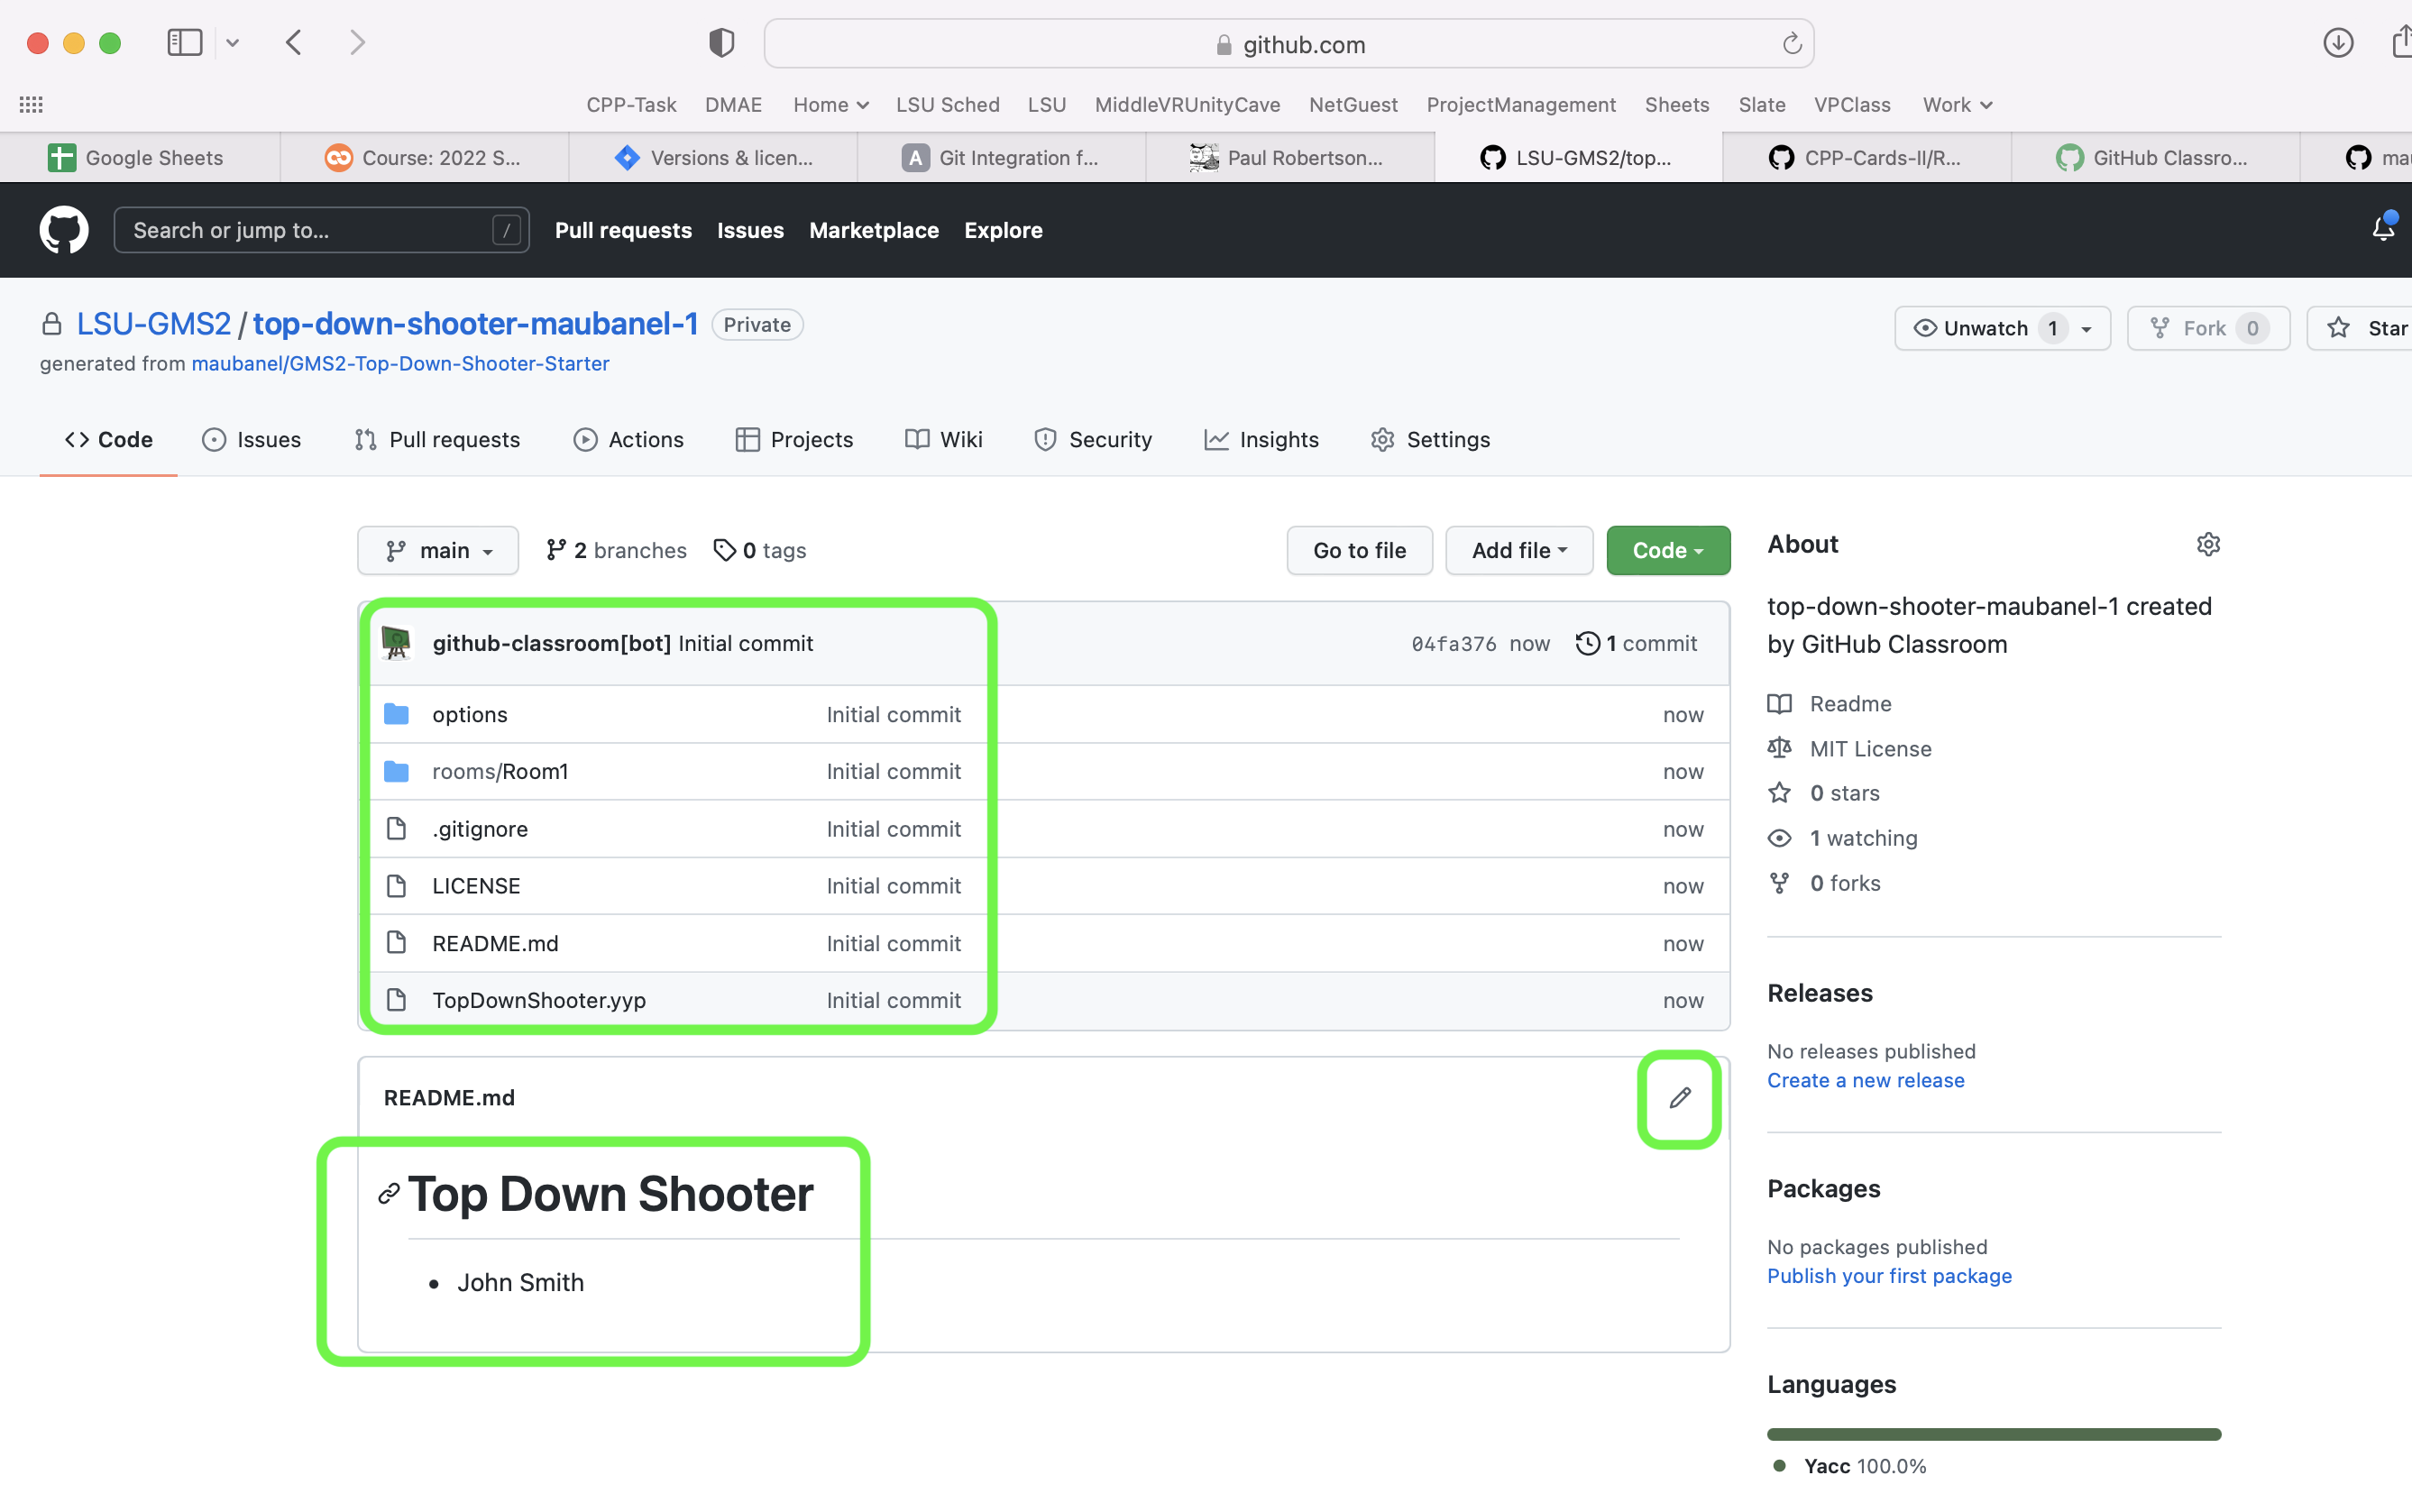 github.com
CPP-Task DMAE Home LSU Sched LSU MiddleVRUnityCave NetGuest ProjectManagement Sheets Slate VPClass Work
Google Sheets Course: 2022 S... Versions & licen... Git Integration f... Paul Robertson... LSU-GMS2/top... CPP-Cards-II/R... GitHub Classro... mau
Search or jump to... / Pull requests Issues Marketplace Explore
LSU-GMS2 / top-down-shooter-maubanel-1 Private
Unwatch 1 Fork 0 Star
generated from maubanel/GMS2-Top-Down-Shooter-Starter
Code Issues Pull requests Actions Projects Wiki Security Insights Settings
main 2 branches 0 tags Go to file Add file Code
github-classroom[bot] Initial commit 04fa376 now 1 commit
options Initial commit now
rooms/Room1 Initial commit now
.gitignore Initial commit now
LICENSE Initial commit now
README.md Initial commit now
TopDownShooter.yyp Initial commit now
README.md
Top Down Shooter
• John Smith
About
top-down-shooter-maubanel-1 created
by GitHub Classroom
Readme
MIT License
0 stars
1 watching
0 forks
Releases
No releases published
Create a new release
Packages
No packages published
Publish your first package
Languages
Yacc 100.0%